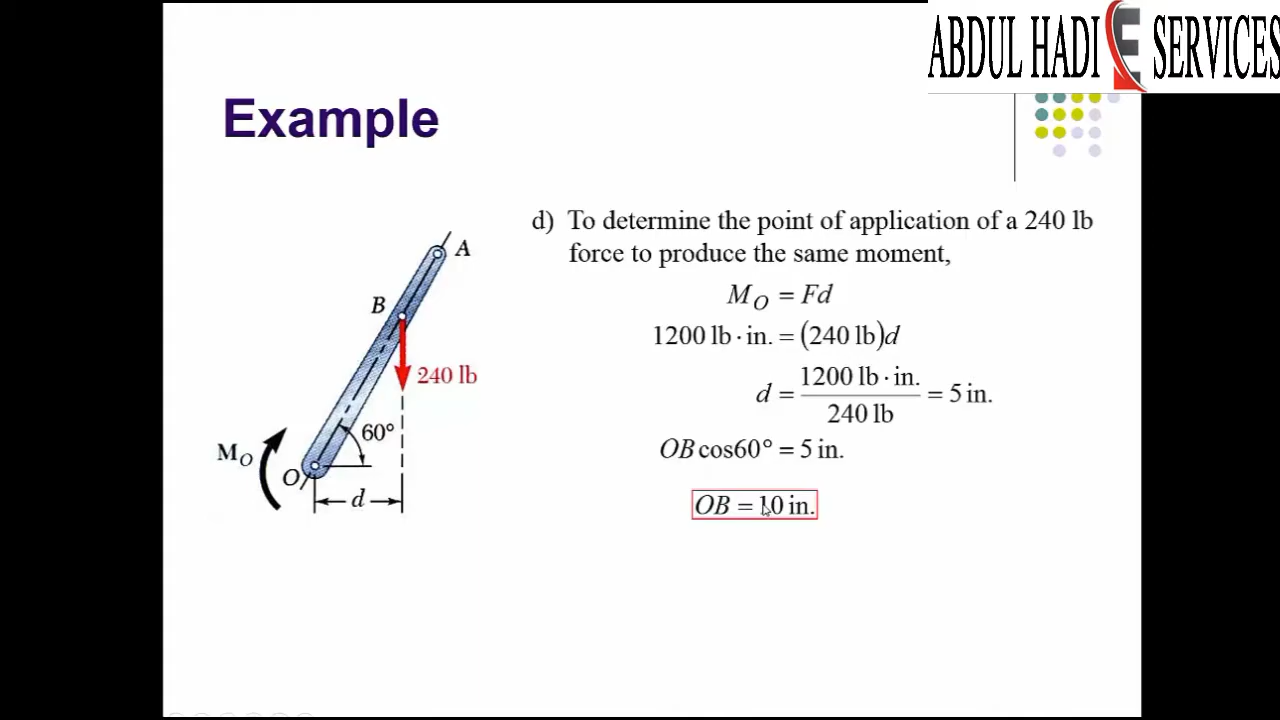 ABDUL HADI E SERVICES
Example
d) To determine the point of application of a 240 lb
force to produce the same moment,
M_O = Fd
1200 lb · in. = (240 lb)d
d = 1200 lb · in. / 240 lb = 5 in.
OB cos60° = 5 in.
OB = 10 in.
A
B
240 lb
60°
M_O
O
d